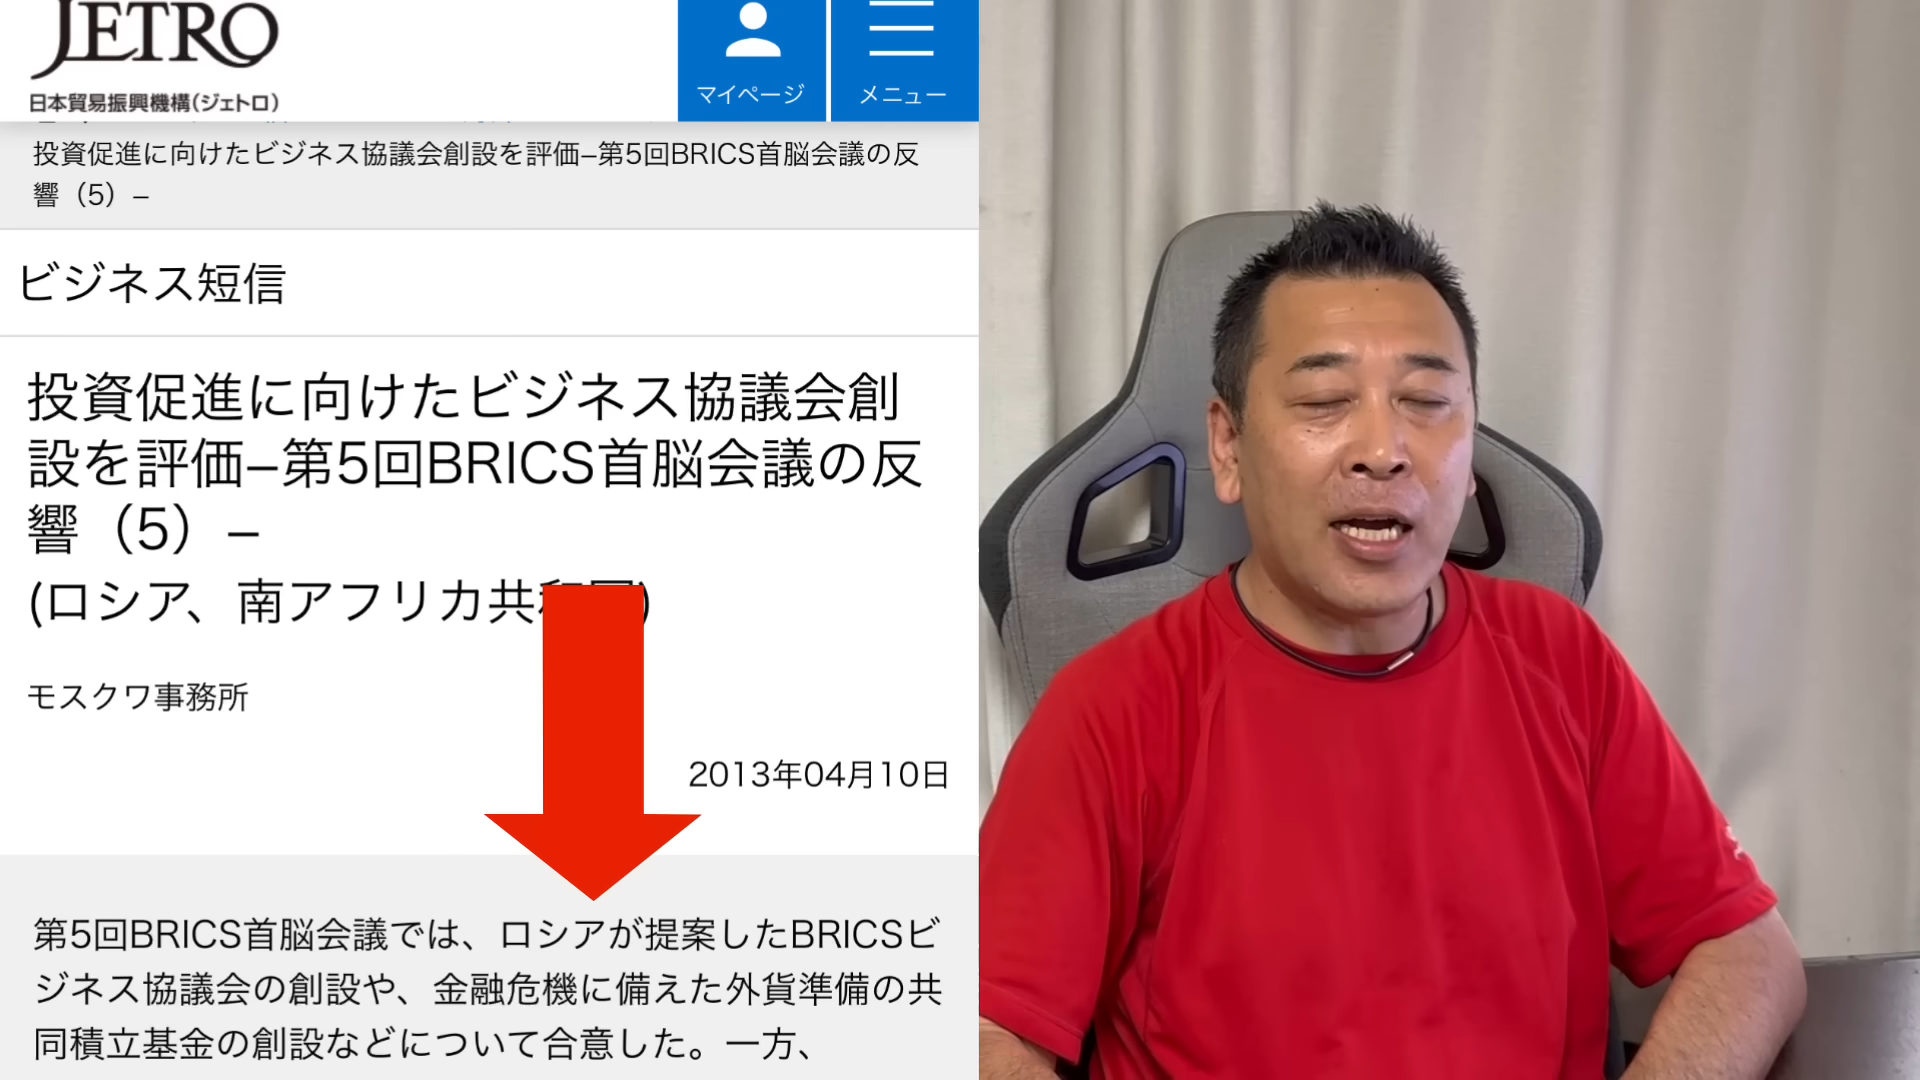 JETRO
日本貿易振興機構(ジェトロ)
マイページ
メニュー
投資促進に向けたビジネス協議会創設を評価–第5回BRICS首脳会議の反
響（5）–
ビジネス短信
投資促進に向けたビジネス協議会創
設を評価–第5回BRICS首脳会議の反
響（5）–
(ロシア、南アフリカ共和国)
モスクワ事務所
2013年04月10日
第5回BRICS首脳会議では、ロシアが提案したBRICSビ
ジネス協議会の創設や、金融危機に備えた外貨準備の共
同積立基金の創設などについて合意した。一方、